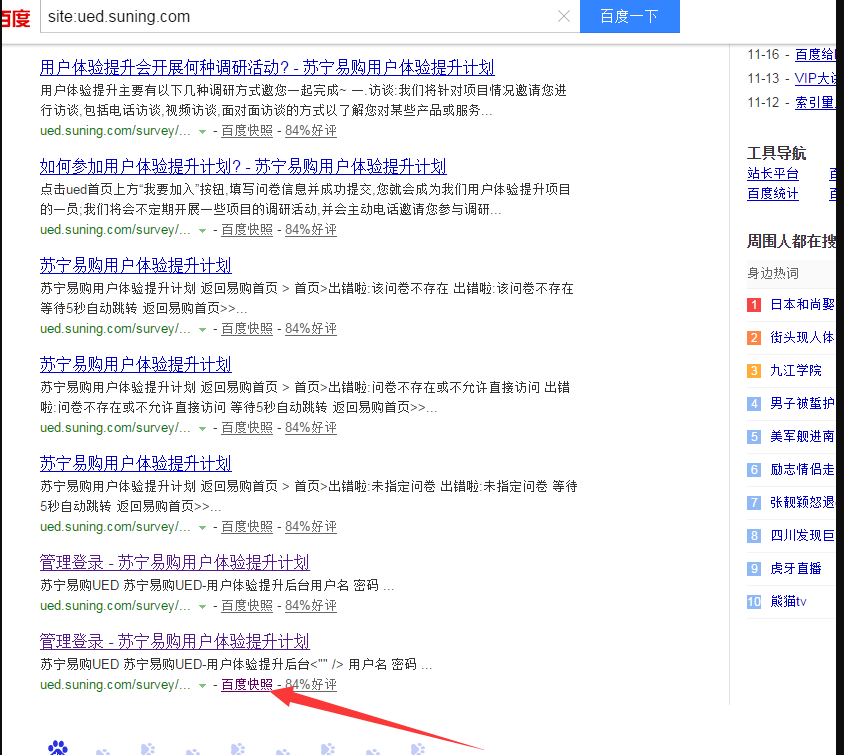 百度
site:ued.suning.com
百度一下
用户体验提升会开展何种调研活动? - 苏宁易购用户体验提升计划
用户体验提升主要有以下几种调研方式邀您一起完成~ 一.访谈:我们将针对项目情况邀请您进
行访谈,包括电话访谈,视频访谈,面对面访谈的方式以了解您对某些产品或服务...
ued.suning.com/survey/... - 百度快照 - 84%好评
如何参加用户体验提升计划? - 苏宁易购用户体验提升计划
点击ued首页上方“我要加入”按钮,填写问卷信息并成功提交,您就会成为我们用户体验提升项目
的一员;我们将会不定期开展一些项目的调研活动,并会主动电话邀请您参与调研...
ued.suning.com/survey/... - 百度快照 - 84%好评
苏宁易购用户体验提升计划
苏宁易购用户体验提升计划 返回易购首页 > 首页>出错啦:该问卷不存在 出错啦:该问卷不存在
等待5秒自动跳转 返回易购首页>>...
ued.suning.com/survey/... - 百度快照 - 84%好评
苏宁易购用户体验提升计划
苏宁易购用户体验提升计划 返回易购首页 > 首页>出错啦:问卷不存在或不允许直接访问 出错
啦:问卷不存在或不允许直接访问 等待5秒自动跳转 返回易购首页>>...
ued.suning.com/survey/... - 百度快照 - 84%好评
苏宁易购用户体验提升计划
苏宁易购用户体验提升计划 返回易购首页 > 首页>出错啦:未指定问卷 出错啦:未指定问卷 等待
5秒自动跳转 返回易购首页>>...
ued.suning.com/survey/... - 百度快照 - 84%好评
管理登录 - 苏宁易购用户体验提升计划
苏宁易购UED 苏宁易购UED-用户体验提升后台用户名 密码 ...
ued.suning.com/survey/... - 百度快照 - 84%好评
管理登录 - 苏宁易购用户体验提升计划
苏宁易购UED 苏宁易购UED-用户体验提升后台<"" /> 用户名 密码 ...
ued.suning.com/survey/... - 百度快照 - 84%好评
11-16 - 百度给
11-13 - VIP大讲
11-12 - 索引量
工具导航
站长平台
百度统计
周围人都在搜
身边热词
1 日本和尚娶
2 街头现人体
3 九江学院
4 男子被蜇护
5 美军舰进南
6 励志情侣走
7 张靓颖怒退
8 四川发现巨
9 虎牙直播
10 熊猫tv